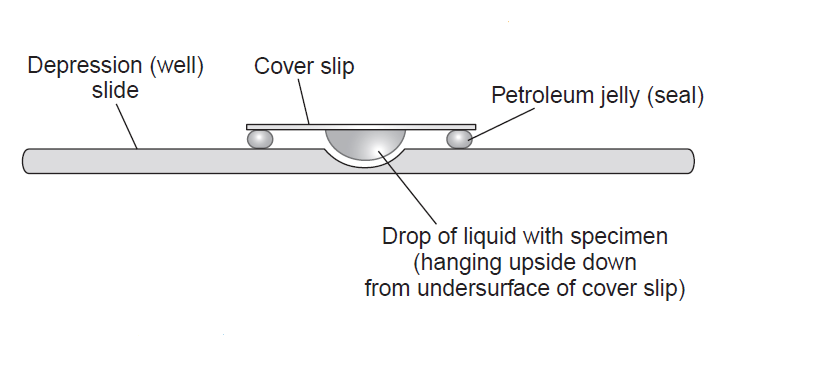 Depression (well)
slide
Cover slip
Petroleum jelly (seal)
Drop of liquid with specimen
(hanging upside down
from undersurface of cover slip)